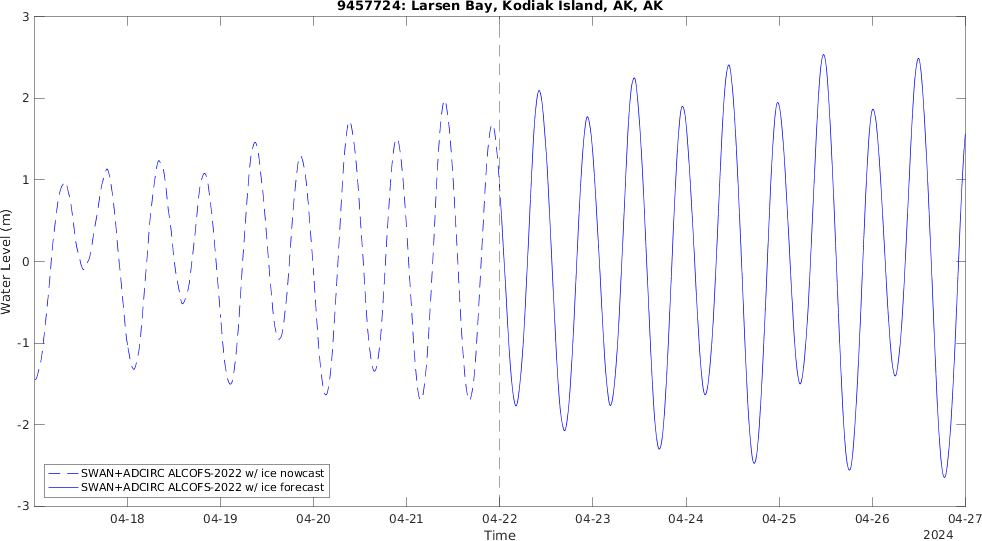 9457724: Larsen Bay, Kodiak Island, AK, AK
Water Level (m)
3
2
1
0
-1
-2
-3
SWAN+ADCIRC ALCOFS-2022 w/ ice nowcast
SWAN+ADCIRC ALCOFS-2022 w/ ice forecast
04-18 04-19 04-20 04-21 04-22 04-23 04-24 04-25 04-26 04-27
Time
2024